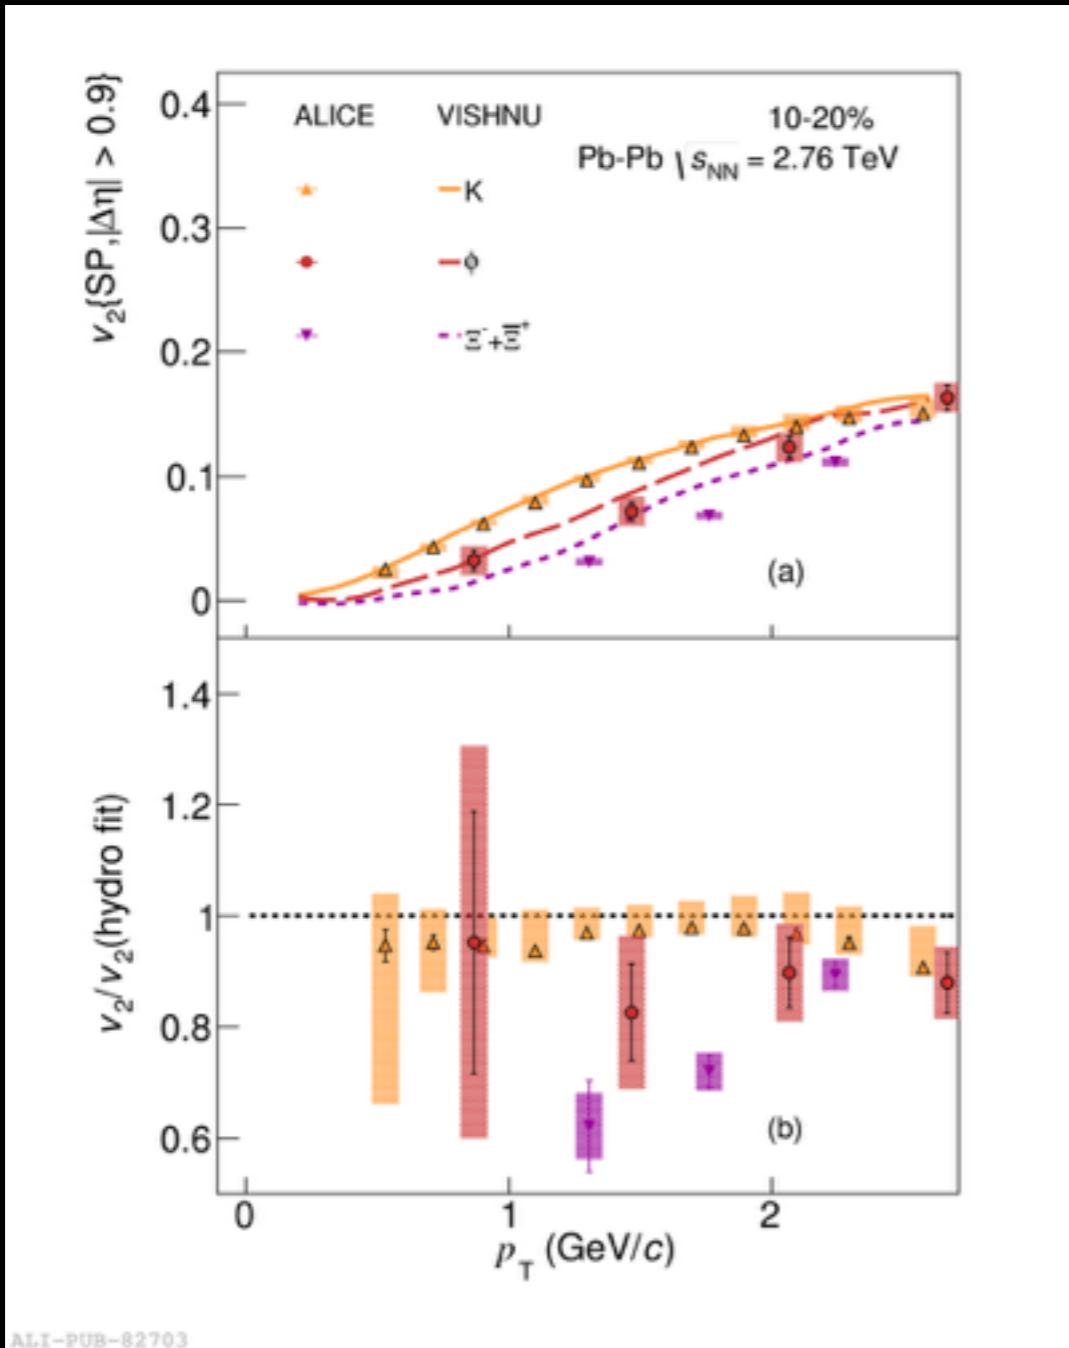 ALICE VISHNU 10-20%
Pb-Pb √sNN = 2.76 TeV
K
ϕ
Ξ⁻+Ξ̅⁺
v2{SP,|Δη| > 0.9}
0.4
0.3
0.2
0.1
0
(a)
v2/v2(hydro fit)
1.4
1.2
1
0.8
0.6
(b)
0 1 2
pT (GeV/c)
ALI-PUB-82703